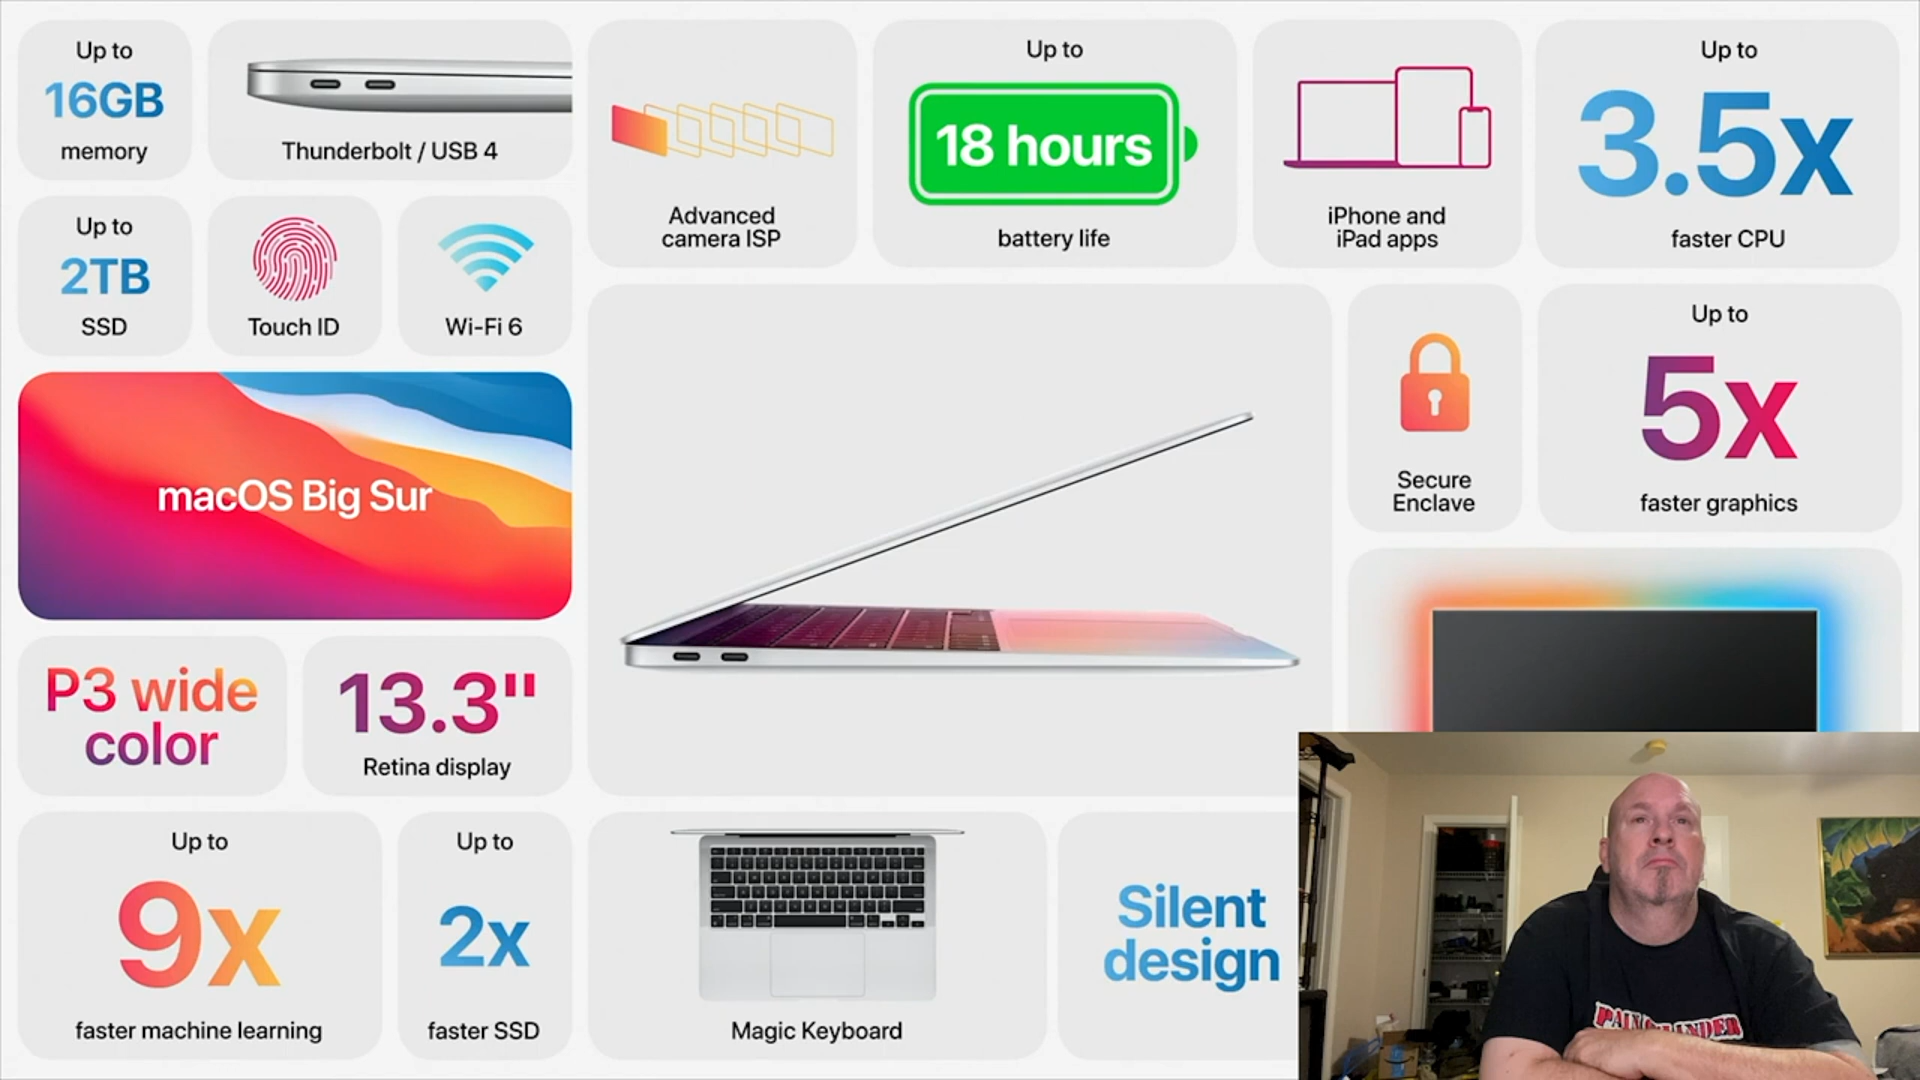 Up to
16GB
memory
Thunderbolt / USB 4
Advanced
camera ISP
Up to
18 hours
battery life
iPhone and
iPad apps
Up to
3.5x
faster CPU
Up to
2TB
SSD
Touch ID
Wi-Fi 6
macOS Big Sur
Secure
Enclave
Up to
5x
faster graphics
P3 wide
color
13.3"
Retina display
Up to
9x
faster machine learning
Up to
2x
faster SSD
Magic Keyboard
Silent
design